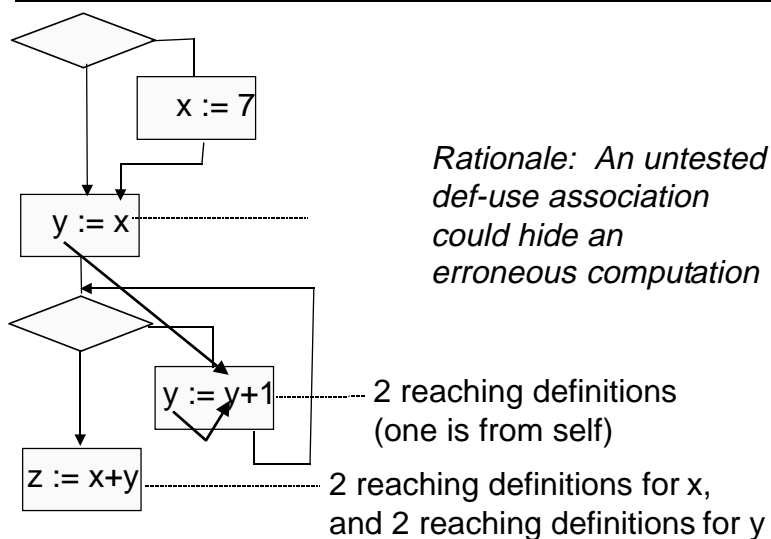 x := 7
Rationale: An untested
def-use association
could hide an
erroneous computation
y := x
y := y+1
2 reaching definitions
(one is from self)
z := x+y
2 reaching definitions for x,
and 2 reaching definitions for y